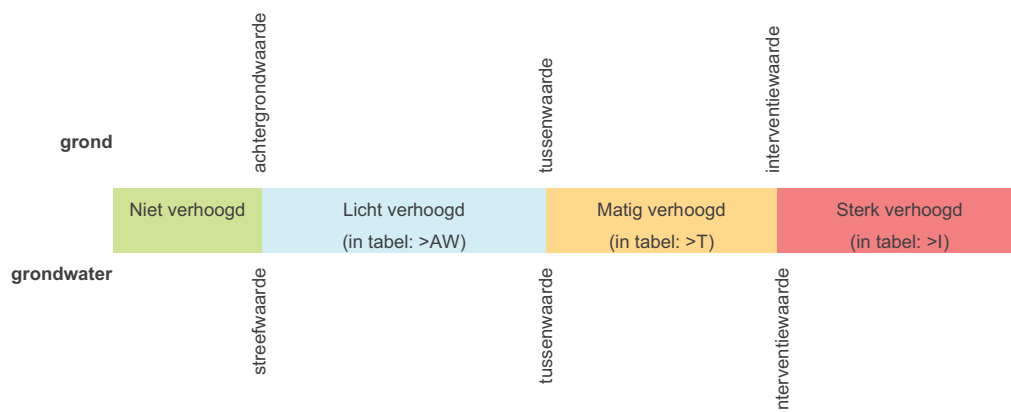 achtergrondwaarde
tussenwaarde
interventiewaarde
grond
Niet verhoogd
Licht verhoogd
(in tabel: >AW)
Matig verhoogd
(in tabel: >T)
Sterk verhoogd
(in tabel: >I)
grondwater
streefwaarde
tussenwaarde
nterventiewaarde